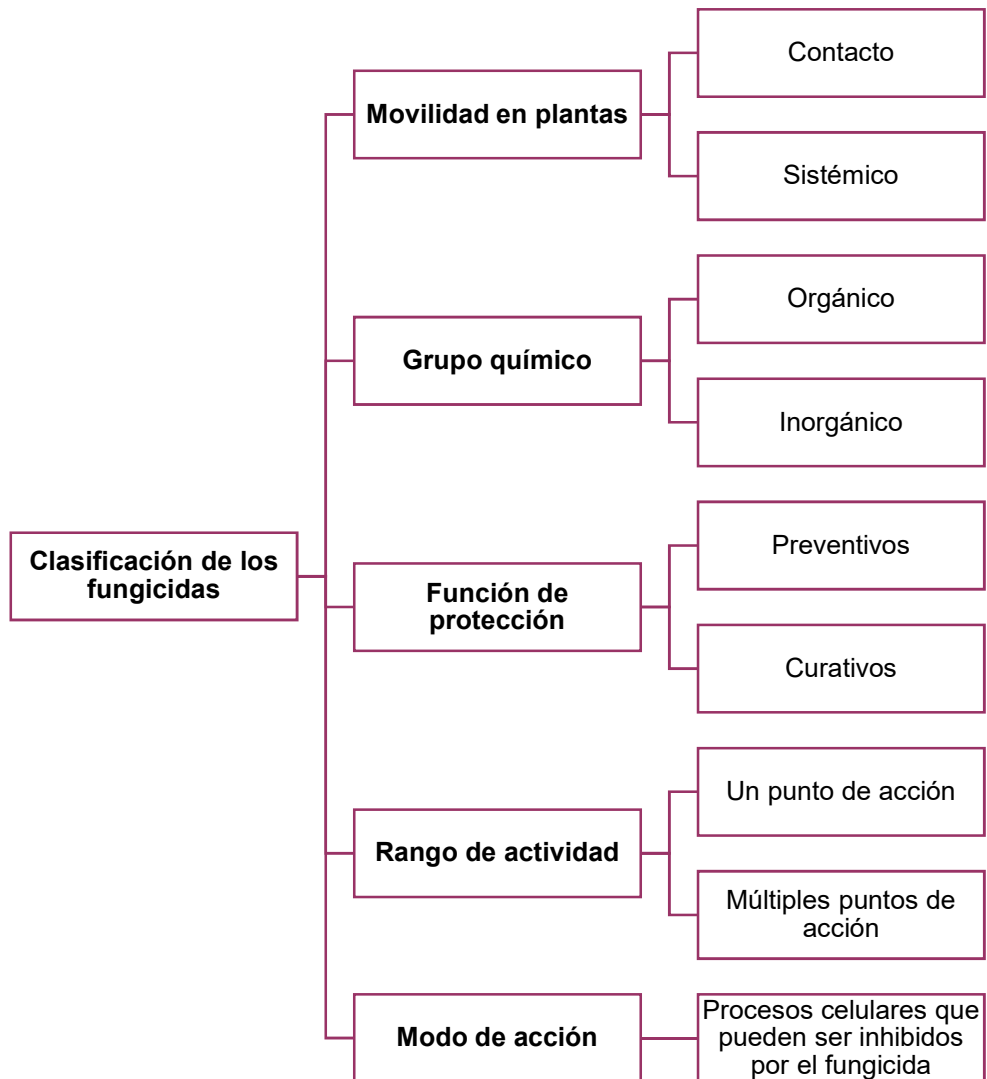 Contacto
Movilidad en plantas
Sistémico
Orgánico
Grupo químico
Inorgánico
Clasificación de los
fungicidas
Preventivos
Función de
protección
Curativos
Un punto de acción
Rango de actividad
Múltiples puntos de
acción
Modo de acción
Procesos celulares que
pueden ser inhibidos
por el fungicida